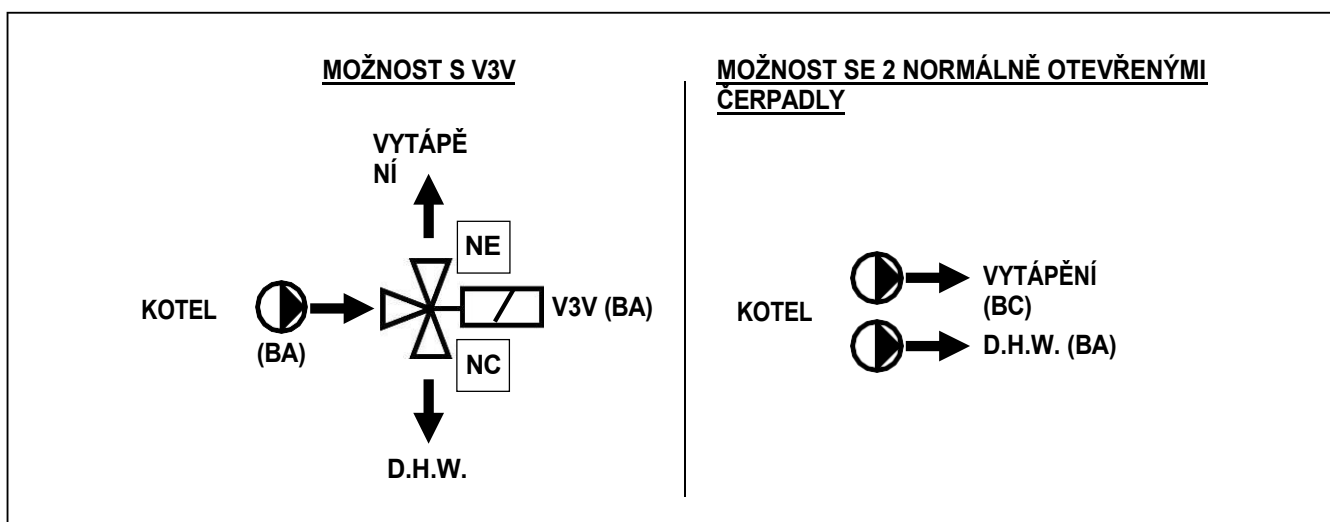 MOŽNOST S V3V
VYTÁPĚ
NÍ
NE
KOTEL
V3V (BA)
(BA)
NC
D.H.W.
MOŽNOST SE 2 NORMÁLNĚ OTEVŘENÝMI
ČERPADLY
KOTEL
VYTÁPĚNÍ
(BC)
D.H.W. (BA)